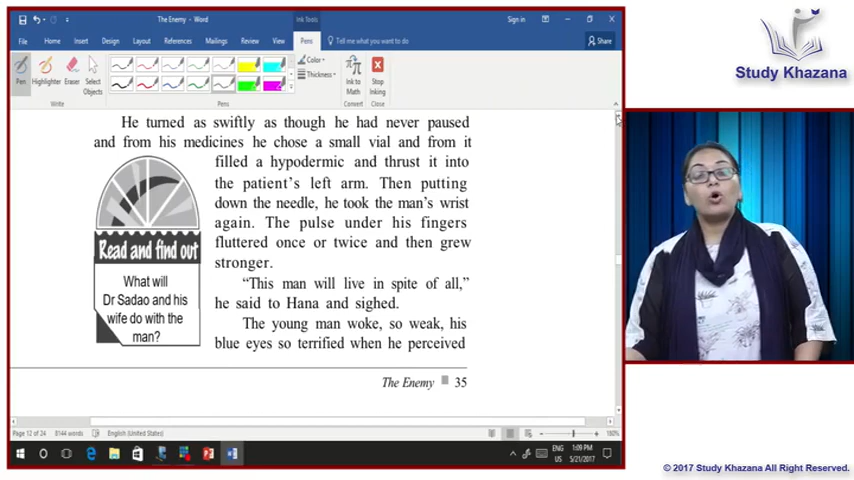 The Enemy - Word
Ink Tools
Sign in
File
Home
Insert
Design
Layout
References
Mailings
Review
View
Pens
Tell me what you want to do
Share
Pen
Highlighter
Eraser
Select
Objects
Color
Thickness
Ink to
Math
Stop
Inking
Write
Pens
Convert
Close
Study Khazana
He turned as swiftly as though he had never paused
and from his medicines he chose a small vial and from it
filled a hypodermic and thrust it into
the patient's left arm. Then putting
down the needle, he took the man's wrist
again. The pulse under his fingers
fluttered once or twice and then grew
stronger.
“This man will live in spite of all,”
he said to Hana and sighed.
The young man woke, so weak, his
blue eyes so terrified when he perceived
Read and find out
What will
Dr Sadao and his
wife do with the
man?
The Enemy 35
Page 12 of 24
8144 words
English (United States)
160%
ENG
US
1:09 PM
5/21/2017
© 2017 Study Khazana All Right Reserved.